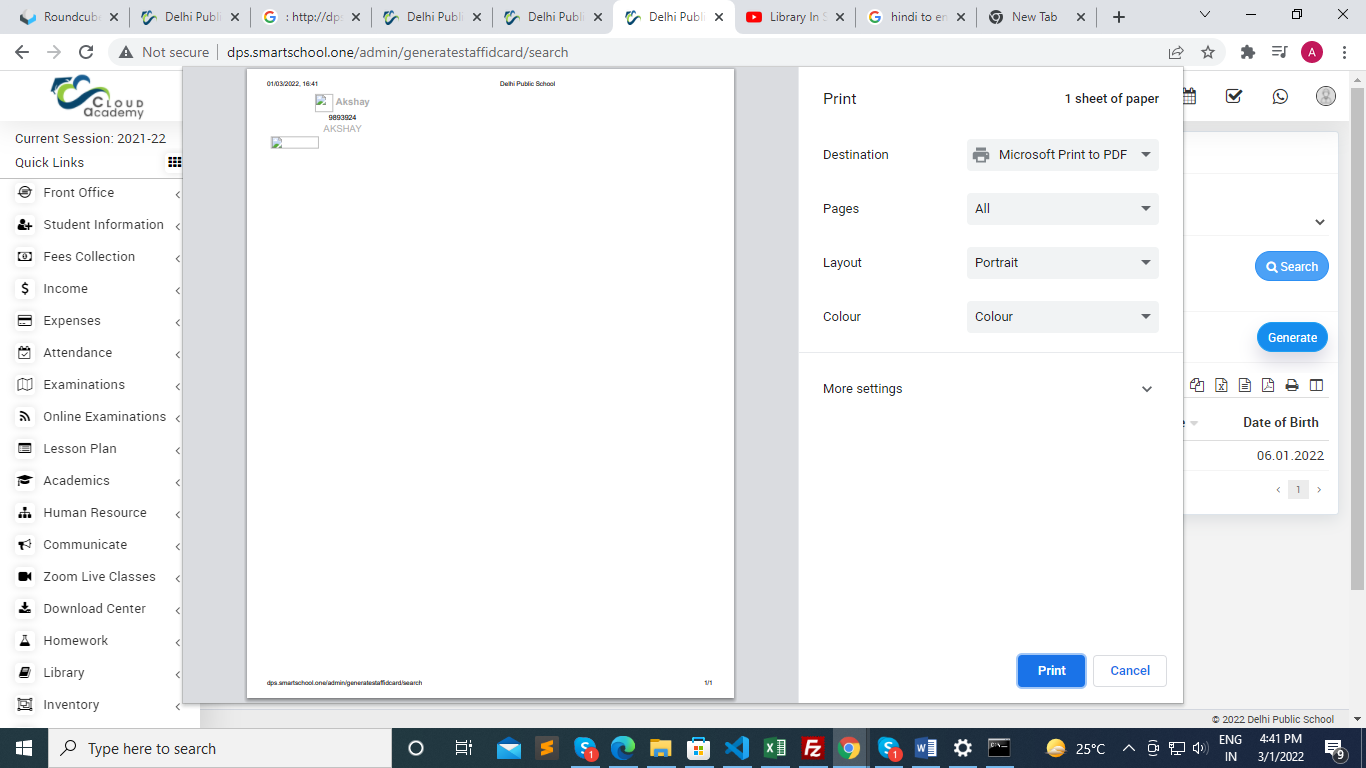 Roundcube
Delhi Publi
: http://dps
Delhi Publi
Delhi Publi
Delhi Publi
Library In S
hindi to en
New Tab
Not secure
dps.smartschool.one/admin/generatestaffidcard/search
A
CLOUD
academy
Current Session: 2021-22
Quick Links
Front Office
Student Information
Fees Collection
Income
Expenses
Attendance
Examinations
Online Examinations
Lesson Plan
Academics
Human Resource
Communicate
Zoom Live Classes
Download Center
Homework
Library
Inventory
01/03/2022, 16:41
Delhi Public School
Akshay
9893924
AKSHAY
dps.smartschool.one/admin/generatestaffidcard/search
1/1
Print
1 sheet of paper
Destination
Microsoft Print to PDF
Pages
All
Layout
Portrait
Colour
Colour
More settings
Print
Cancel
Search
Generate
Date of Birth
06.01.2022
1
© 2022 Delhi Public School
Type here to search
1
1
25°C
ENG
IN
4:41 PM
3/1/2022
9